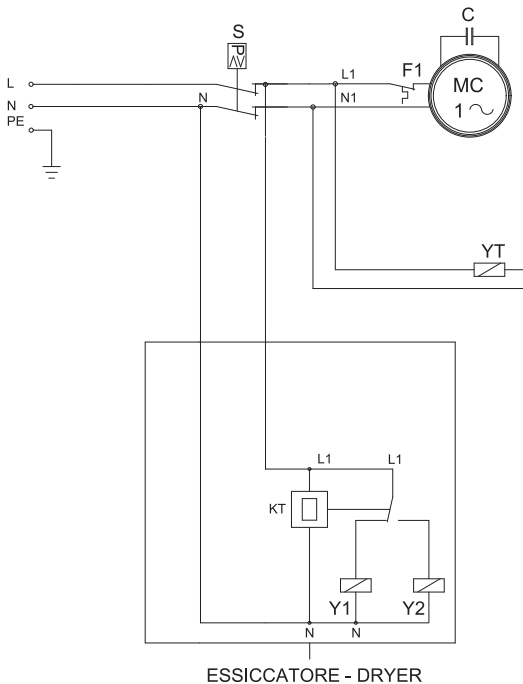 C
S
P
L
L1
F1
MC
N
N
N1
1
PE
YT
L1
L1
KT
Y1
Y2
N
N
ESSICCATORE - DRYER